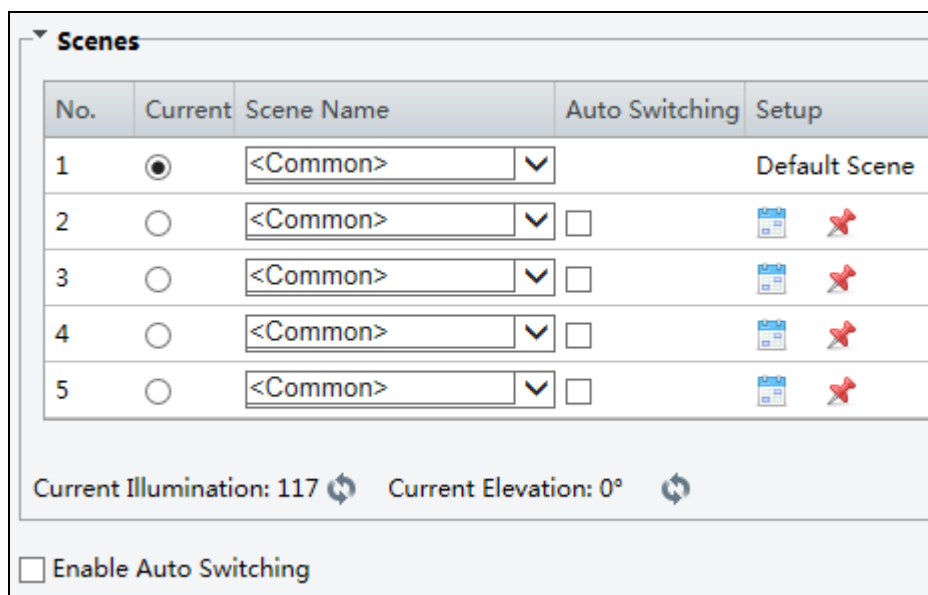 Scenes
No. Current Scene Name Auto Switching Setup
1 <Common> Default Scene
2 <Common>
3 <Common>
4 <Common>
5 <Common>
Current Illumination: 117 Current Elevation: 0°
Enable Auto Switching